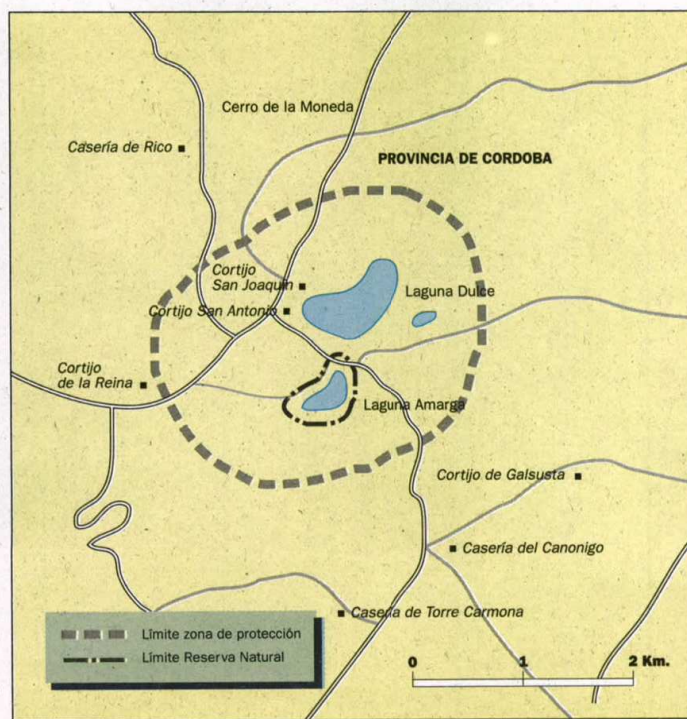 Cerro de la Moneda
Casería de Rico
PROVINCIA DE CORDOBA
Cortijo
San Joaquín
Laguna Dulce
Cortijo San Antonio
Cortijo
de la Reina
Laguna Amarga
Cortijo de Galsusta
Casería del Canonigo
Casería de Torre Carmona
Límite zona de protección
Límite Reserva Natural
0 1 2 Km.